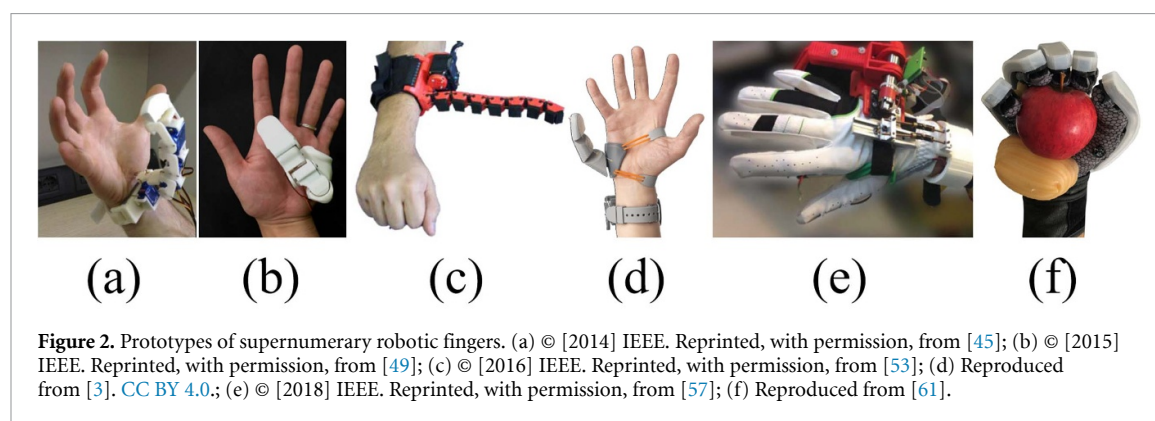 (a) (b) (c) (d) (e) (f)
Figure 2. Prototypes of supernumerary robotic fingers. (a) © [2014] IEEE. Reprinted, with permission, from [45]; (b) © [2015]
IEEE. Reprinted, with permission, from [49]; (c) © [2016] IEEE. Reprinted, with permission, from [53]; (d) Reproduced
from [3]. CC BY 4.0.; (e) © [2018] IEEE. Reprinted, with permission, from [57]; (f) Reproduced from [61].